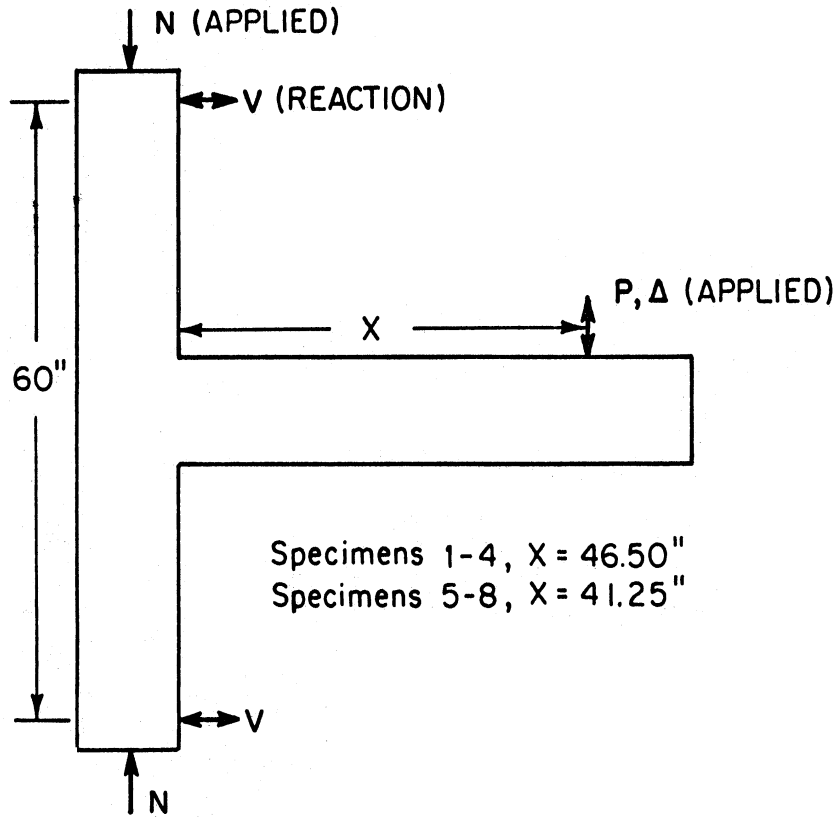 N (APPLIED)
V (REACTION)
P, Δ (APPLIED)
X
60"
Specimens 1-4, X = 46.50"
Specimens 5-8, X = 41.25"
V
N